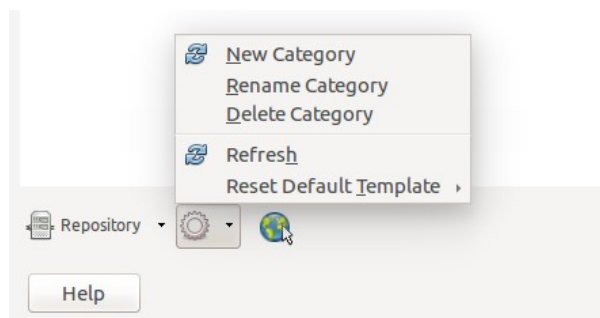 New Category
Rename Category
Delete Category
Refresh
Reset Default Template
Repository
Help